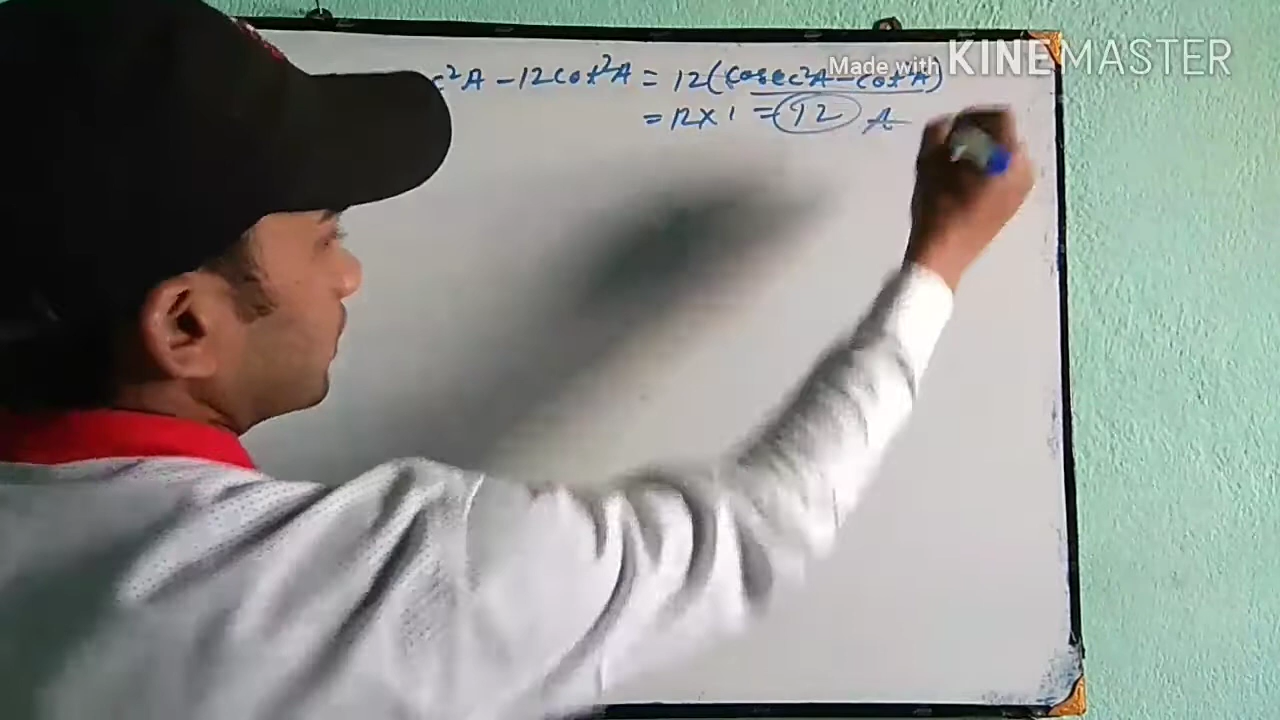 c²A - 12Cot²A = 12(Cosec²A - Cot²A)
= 12 × 1 = 12 A
Made with KINEMASTER